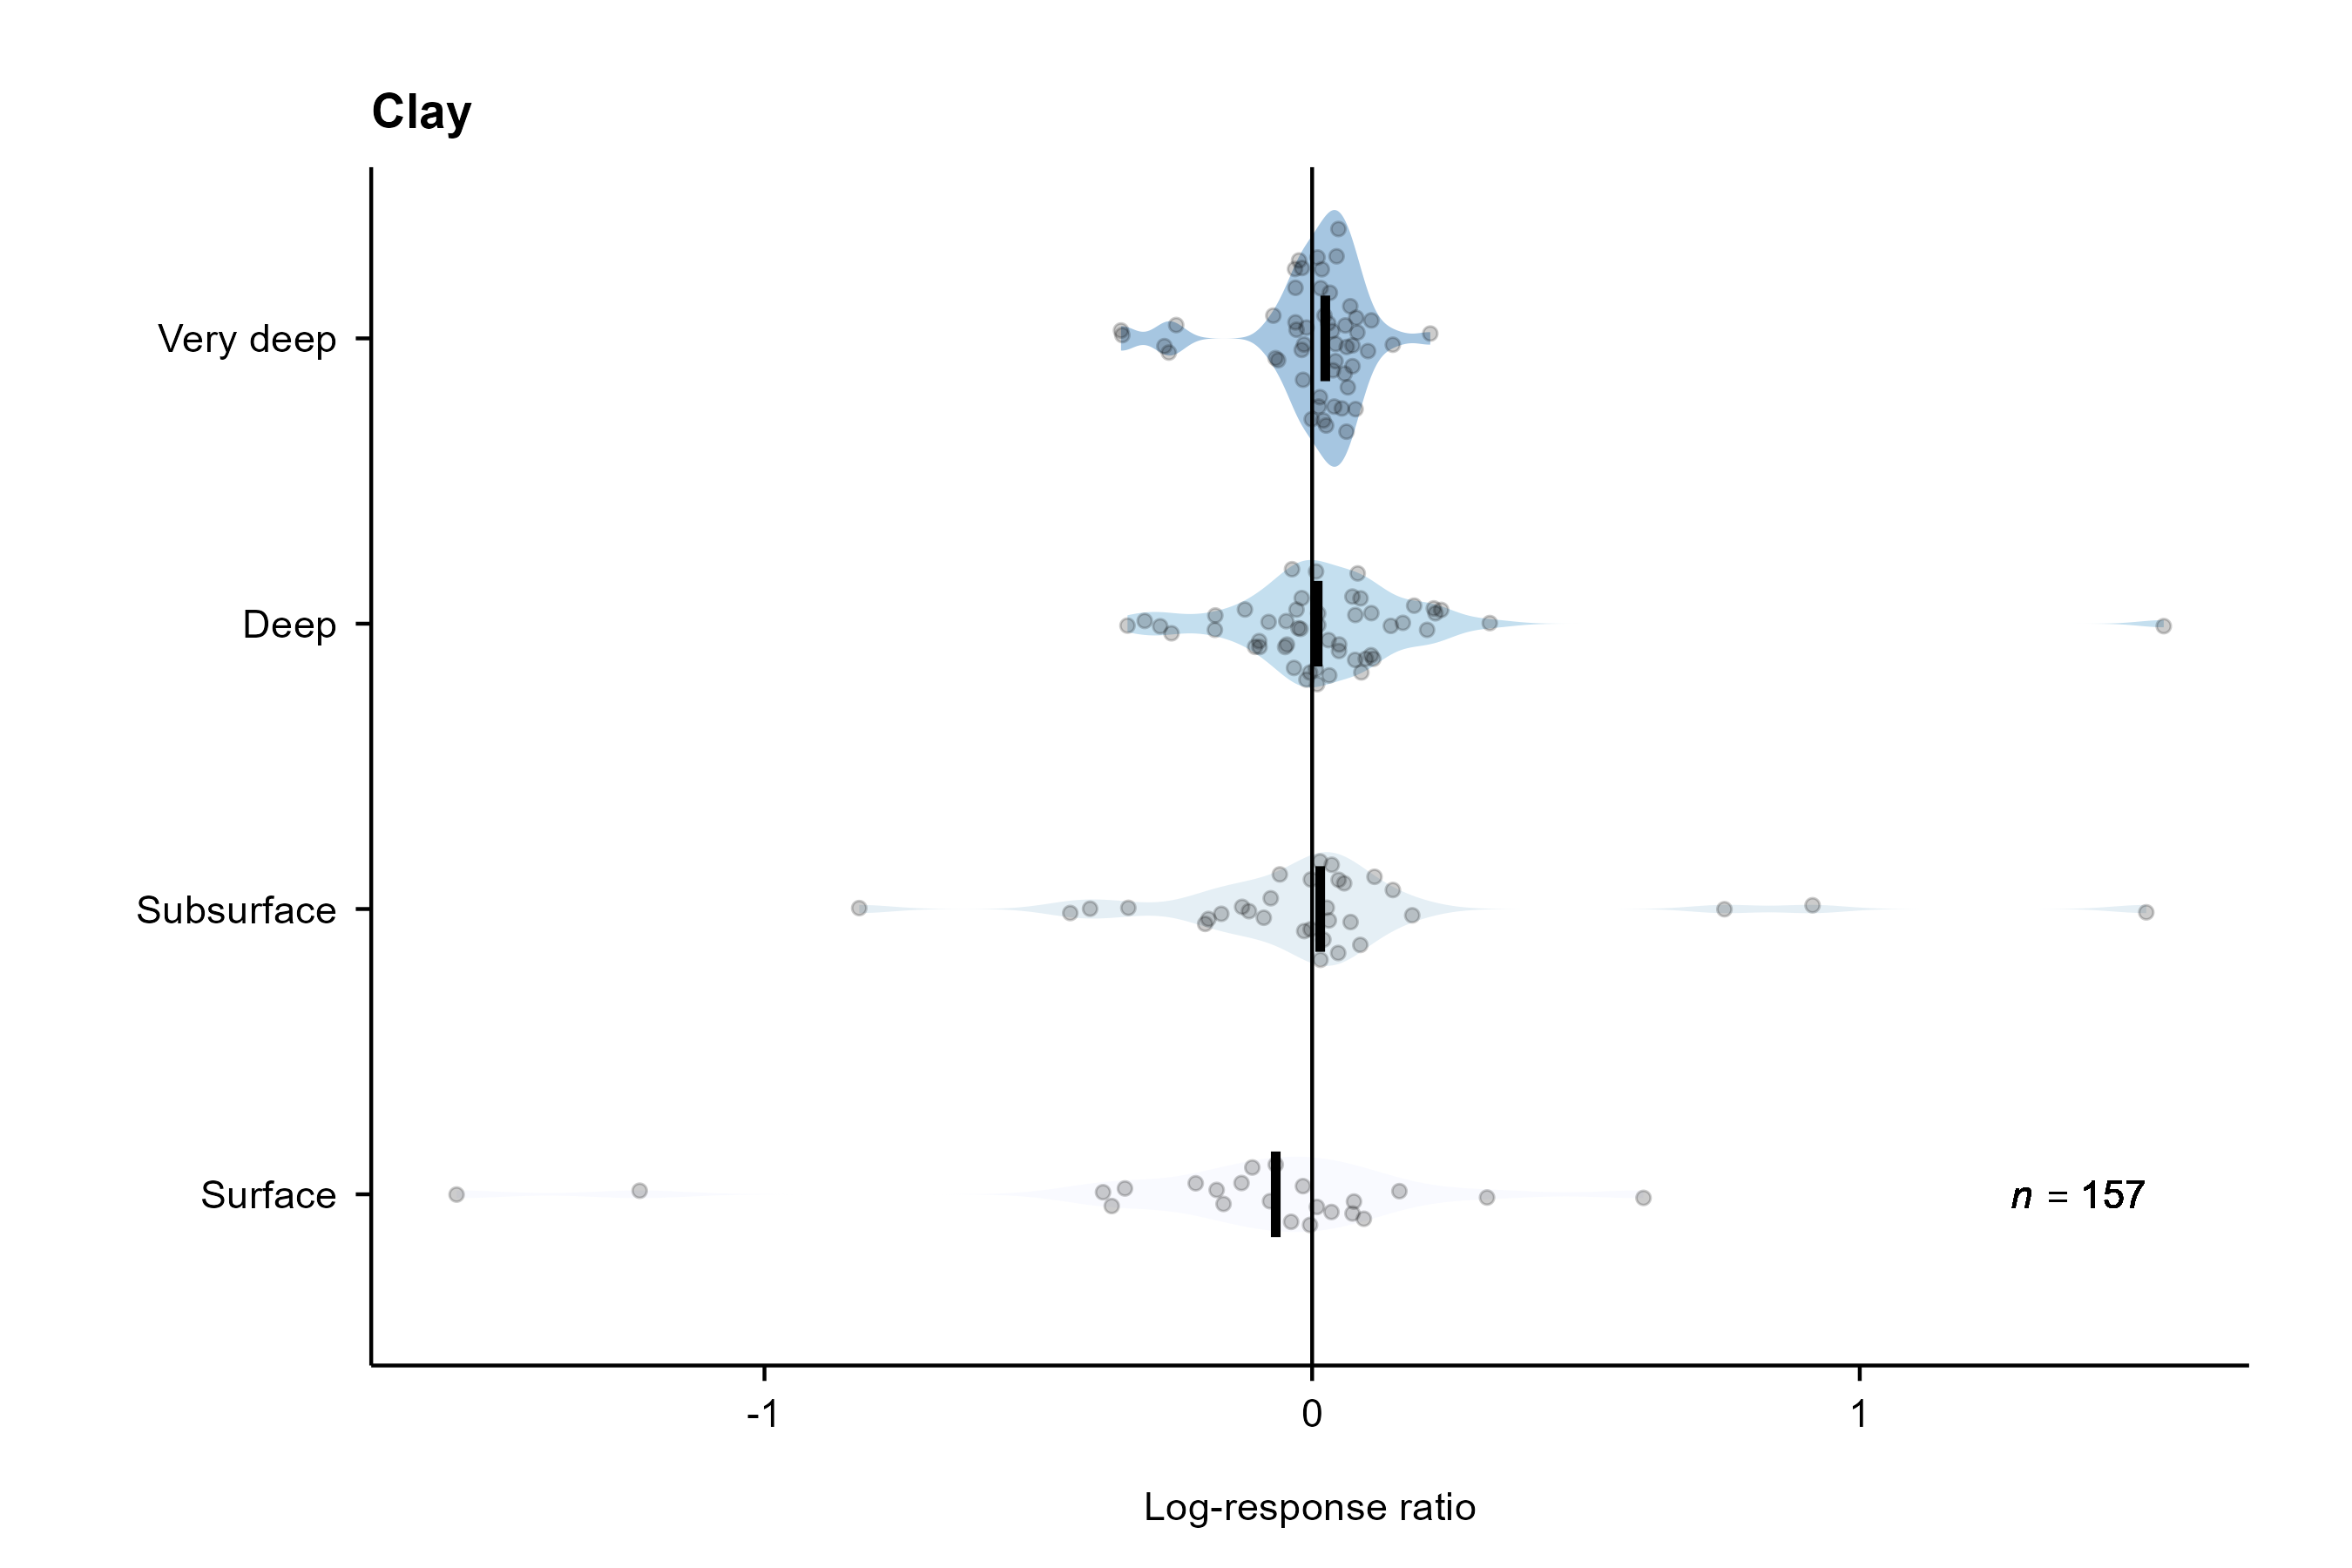 Clay
Very deep
Deep
Subsurface
Surface
n = 157
-1
0
1
Log-response ratio